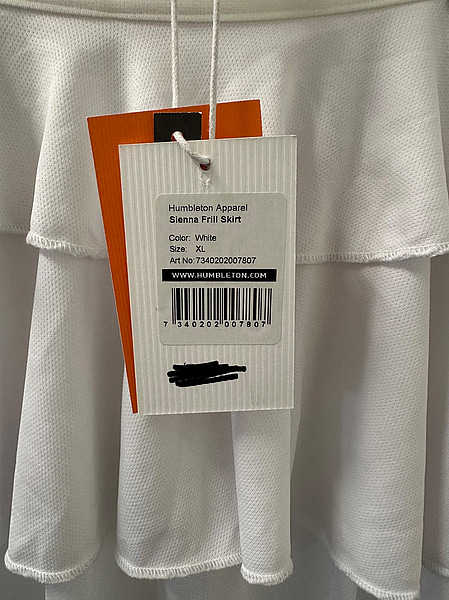 Humbleton Apparel
Sienna Frill Skirt
Color: White
Size: XL
Art No: 7340202007807
WWW.HUMBLETON.COM
7 340202 007807